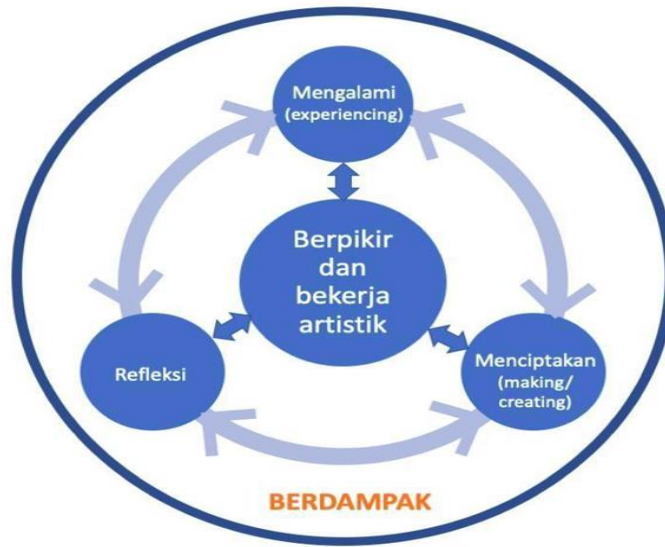 Mengalami
(experiencing)
Berpikir
dan
bekerja
artistik
Refleksi
Menciptakan
(making/
creating)
BERDAMPAK